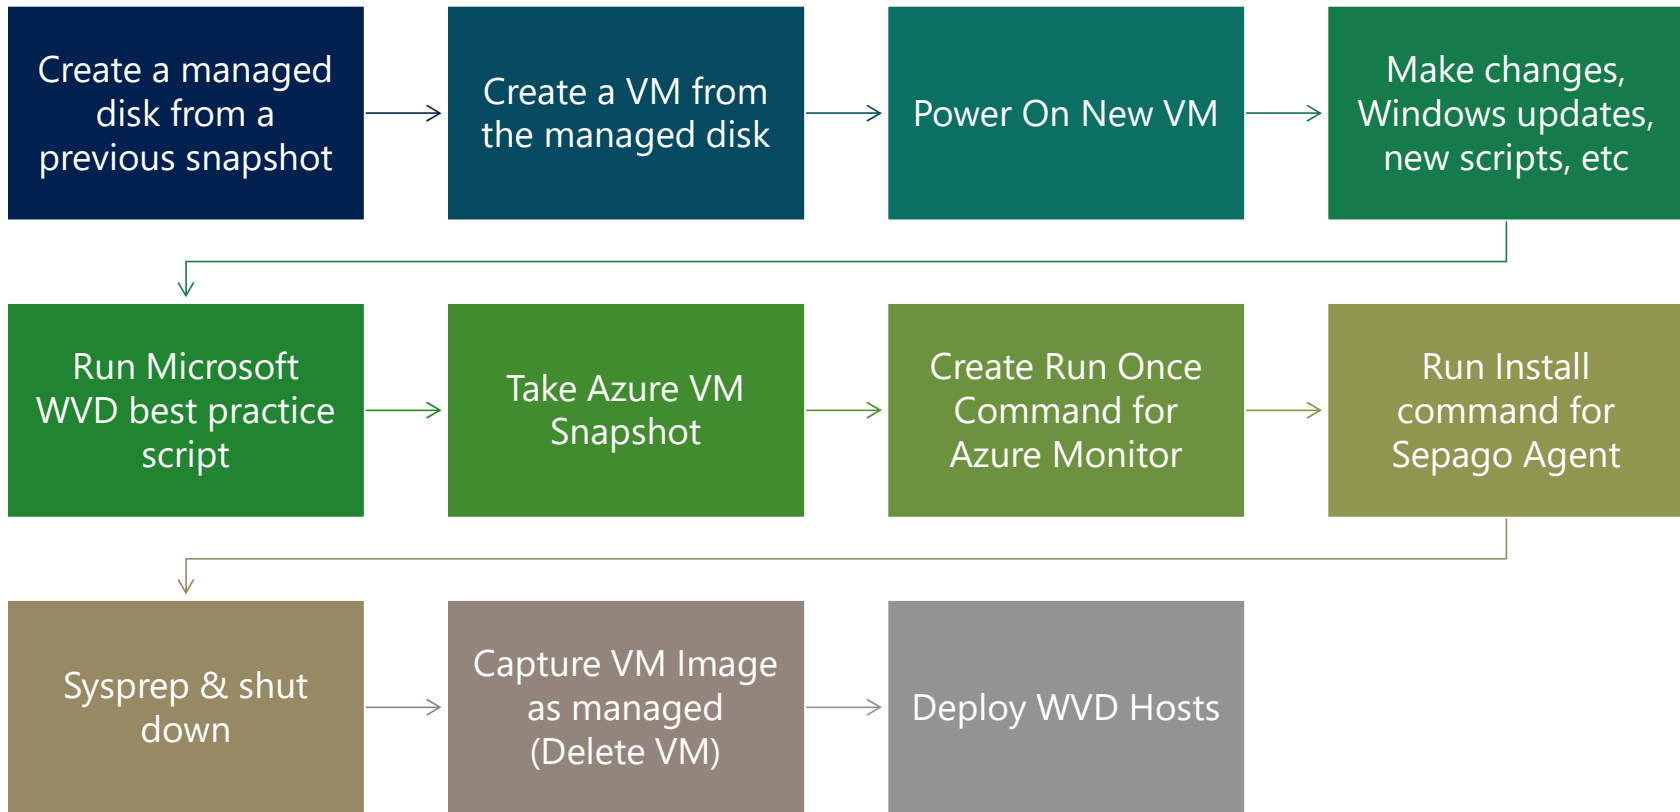 Create a managed
disk from a
previous snapshot
Create a VM from
the managed disk
Power On New VM
Make changes,
Windows updates,
new scripts, etc
Run Microsoft
WVD best practice
script
Take Azure VM
Snapshot
Create Run Once
Command for
Azure Monitor
Run Install
command for
Sepago Agent
Sysprep & shut
down
Capture VM Image
as managed
(Delete VM)
Deploy WVD Hosts